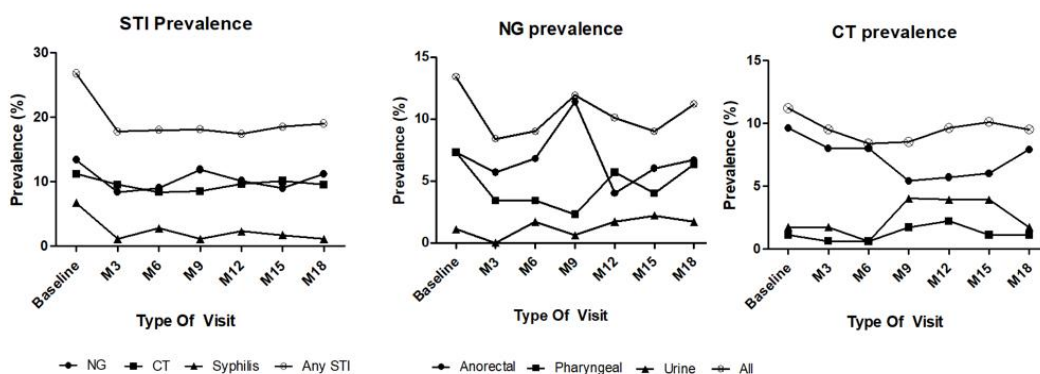 STI Prevalence
Prevalence (%)
30
20
10
0
Baseline
M3
M6
M9
M12
M15
M18
Type Of Visit
NG CT Syphilis Any STI
NG prevalence
Prevalence (%)
15
10
5
0
Baseline
M3
M6
M9
M12
M15
M18
Type Of Visit
CT prevalence
Prevalence (%)
15
10
5
0
Baseline
M3
M6
M9
M12
M15
M18
Type Of Visit
Anorectal Pharyngeal Urine All